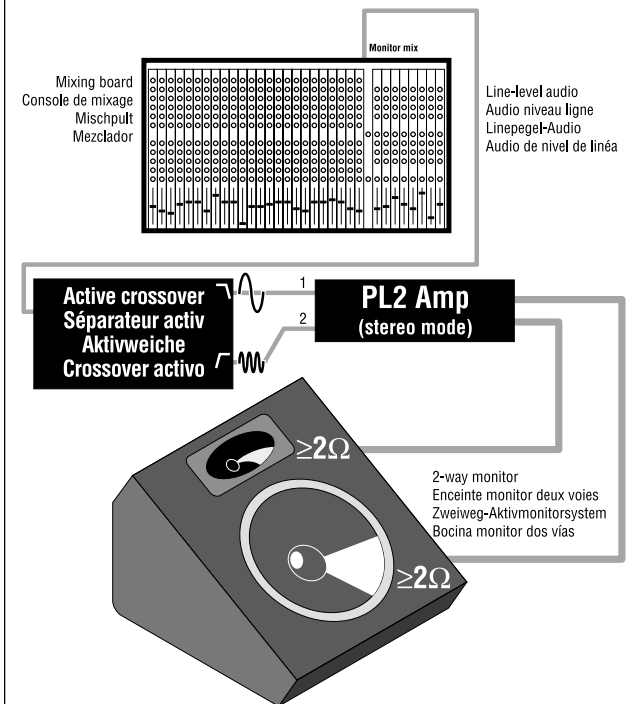 Monitor mix
Mixing board
Console de mixage
Mischpult
Mezclador
Line-level audio
Audio niveau ligne
Linepegel-Audio
Audio de nivel de linéa
Active crossover
Séparateur activ
Aktivweiche
Crossover activo
1
2
PL2 Amp
(stereo mode)
≥2Ω
2-way monitor
Enceinte monitor deux voies
Zweiweg-Aktivmonitorsystem
Bocina monitor dos vías
≥2Ω